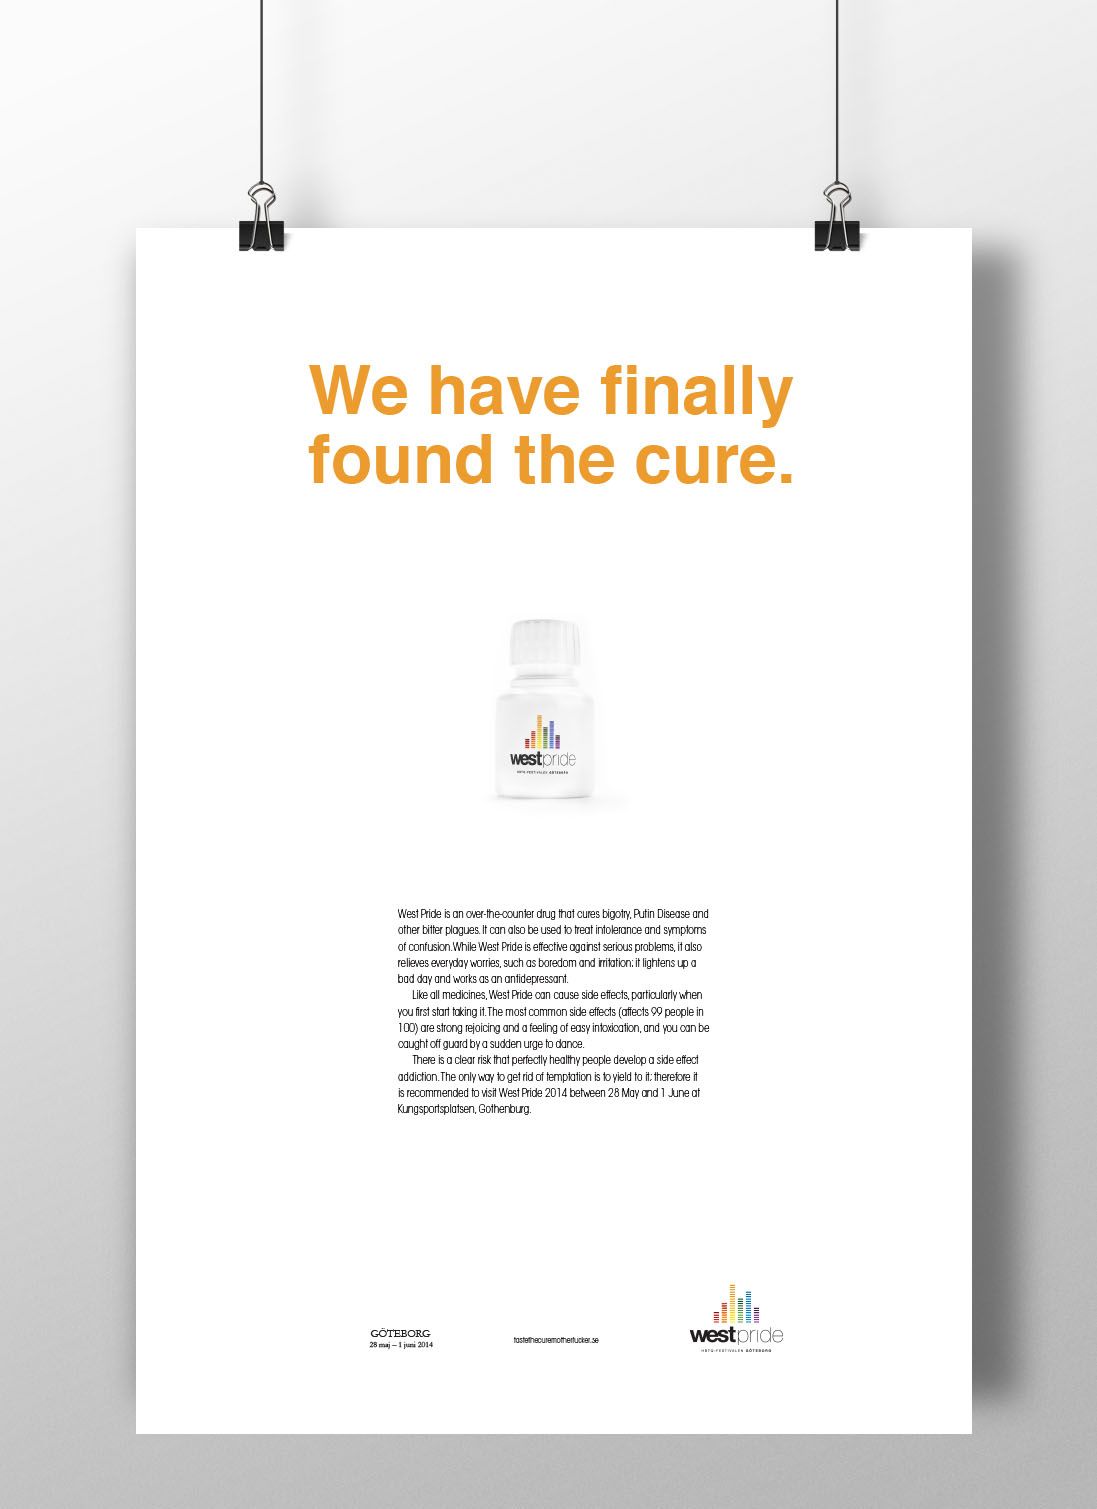 We have finally
found the cure.
westpride
HBTQ-FESTIVALEN GÖTEBORG
West Pride is an over-the-counter drug that cures bigotry, Putin Disease and
other bitter plagues. It can also be used to treat intolerance and symptoms
of confusion. While West Pride is effective against serious problems, it also
relieves everyday worries, such as boredom and irritation; it lightens up a
bad day and works as an antidepressant.
Like all medicines, West Pride can cause side effects, particularly when
you first start taking it. The most common side effects (affects 99 people in
100) are strong rejoicing and a feeling of easy intoxication, and you can be
caught off guard by a sudden urge to dance.
There is a clear risk that perfectly healthy people develop a side effect
addiction. The only way to get rid of temptation is to yield to it; therefore it
is recommended to visit West Pride 2014 between 28 May and 1 June at
Kungsportsplatsen, Gothenburg.
GÖTEBORG
28 maj – 1 juni 2014
tastethecuremotherfucker.se
westpride
HBTQ-FESTIVALEN GÖTEBORG